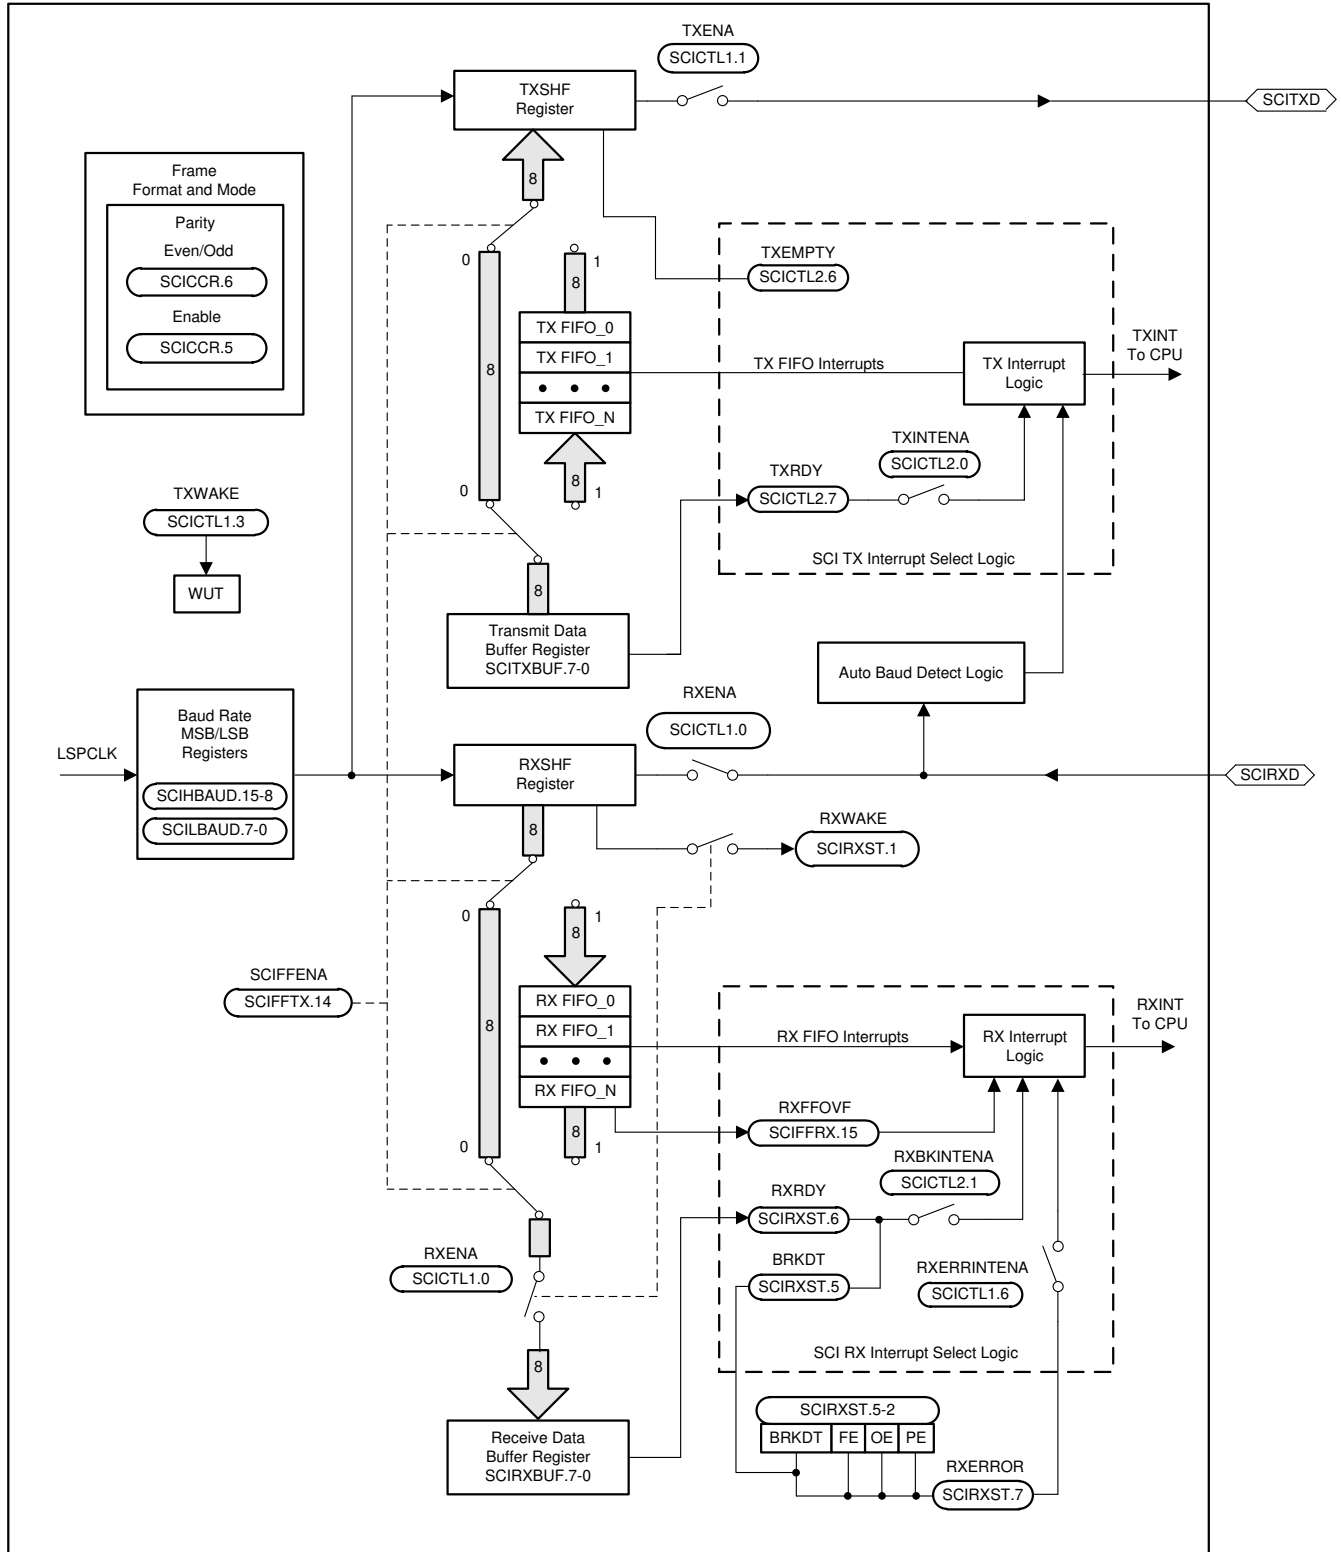 TXENA
SCICTL1.1
TXSHF
Register
SCITXD
Frame
Format and Mode
Parity
Even/Odd
SCICCR.6
Enable
SCICCR.5
8
0
1
8
TXEMPTY
SCICTL2.6
TX FIFO_0
TX FIFO_1
• • •
TX FIFO_N
8
TX FIFO Interrupts
TX Interrupt
Logic
TXINT
To CPU
TXINTENA
SCICTL2.0
TXRDY
SCICTL2.7
0
8
1
SCI TX Interrupt Select Logic
TXWAKE
SCICTL1.3
WUT
8
Transmit Data
Buffer Register
SCITXBUF.7-0
Auto Baud Detect Logic
RXENA
SCICTL1.0
LSPCLK
Baud Rate
MSB/LSB
Registers
SCIHBAUD.15-8
SCILBAUD.7-0
RXSHF
Register
SCIRXD
8
RXWAKE
SCIRXST.1
0
1
8
SCIFFENA
SCIFFTX.14
RX FIFO_0
RX FIFO_1
• • •
RX FIFO_N
8
RX FIFO Interrupts
RX Interrupt
Logic
RXINT
To CPU
RXFFOVF
SCIFFRX.15
0
8
1
RXBKINTENA
SCICTL2.1
RXRDY
SCIRXST.6
BRKDT
SCIRXST.5
RXERRINTENA
SCICTL1.6
RXENA
SCICTL1.0
SCI RX Interrupt Select Logic
8
SCIRXST.5-2
BRKDT FE OE PE
Receive Data
Buffer Register
SCIRXBUF.7-0
RXERROR
SCIRXST.7